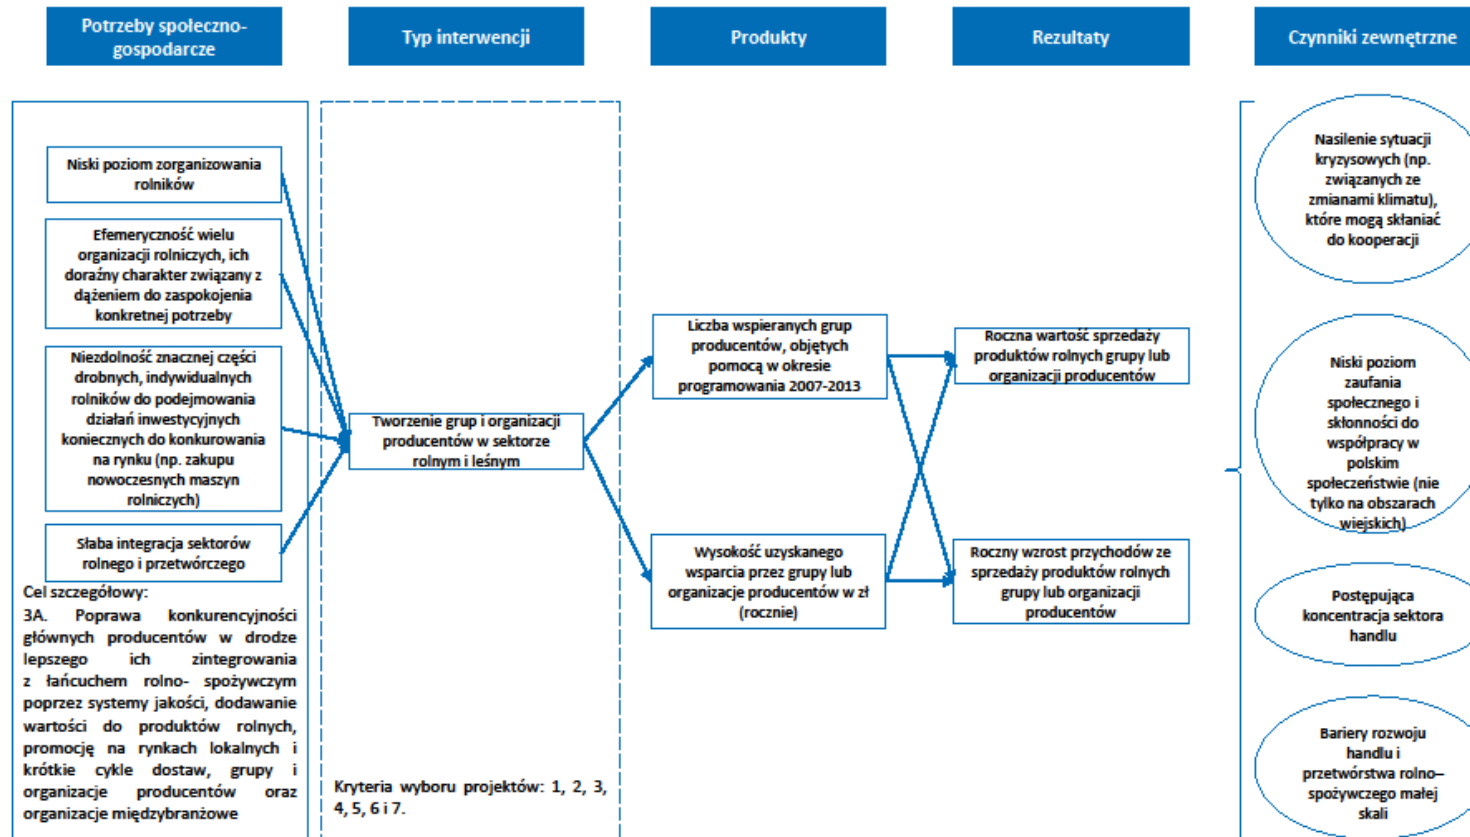 Potrzeby społeczno-
gospodarcze
Typ interwencji
Produkty
Rezultaty
Czynniki zewnętrzne
Niski poziom zorganizowania
rolników
Efemeryczność wielu
organizacji rolniczych, ich
doraźny charakter związany z
dążeniem do zaspokojenia
konkretnej potrzeby
Niezdolność znacznej części
drobnych, indywidualnych
rolników do podejmowania
działań inwestycyjnych
koniecznych do konkurowania
na rynku (np. zakupu
nowoczesnych maszyn
rolniczych)
Słaba integracja sektorów
rolnego i przetwórczego
Cel szczegółowy:
3A. Poprawa konkurencyjności
głównych producentów w drodze
lepszego ich zintegrowania
z łańcuchem rolno- spożywczym
poprzez systemy jakości, dodawanie
wartości do produktów rolnych,
promocję na rynkach lokalnych i
krótkie cykle dostaw, grupy i
organizacje producentów oraz
organizacje międzybranżowe
Tworzenie grup i organizacji
producentów w sektorze
rolnym i leśnym
Kryteria wyboru projektów: 1, 2, 3,
4, 5, 6 i 7.
Liczba wspieranych grup
producentów, objętych
pomocą w okresie
programowania 2007-2013
Wysokość uzyskanego
wsparcia przez grupy lub
organizacje producentów w zł
(rocznie)
Roczna wartość sprzedaży
produktów rolnych grupy lub
organizacji producentów
Roczny wzrost przychodów ze
sprzedaży produktów rolnych
grupy lub organizacji
producentów
Nasilenie sytuacji
kryzysowych (np.
związanych ze
zmianami klimatu),
które mogą skłaniać
do kooperacji
Niski poziom
zaufania
społecznego i
skłonności do
współpracy w
polskim
społeczeństwie (nie
tylko na obszarach
wiejskich)
Postępująca
koncentracja sektora
handlu
Bariery rozwoju
handlu i
przetwórstwa rolno–
spożywczego małej
skali